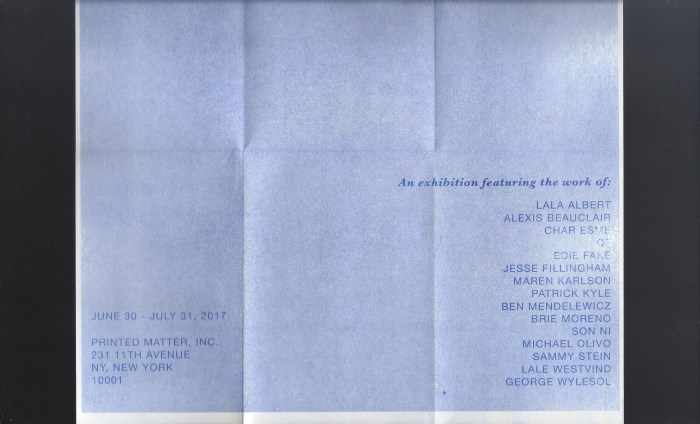 An exhibition featuring the work of:
LALA ALBERT
ALEXIS BEAUCLAIR
CHAR ESME
EDIE FAKE
JESSE FILLINGHAM
MAREN KARLSON
PATRICK KYLE
BEN MENDELEWICZ
BRIE MORENO
SON NI
MICHAEL OLIVO
SAMMY STEIN
LALE WESTVIND
GEORGE WYLESOL
JUNE 30 - JULY 31, 2017
PRINTED MATTER, INC.
231 11TH AVENUE
NY, NEW YORK
10001